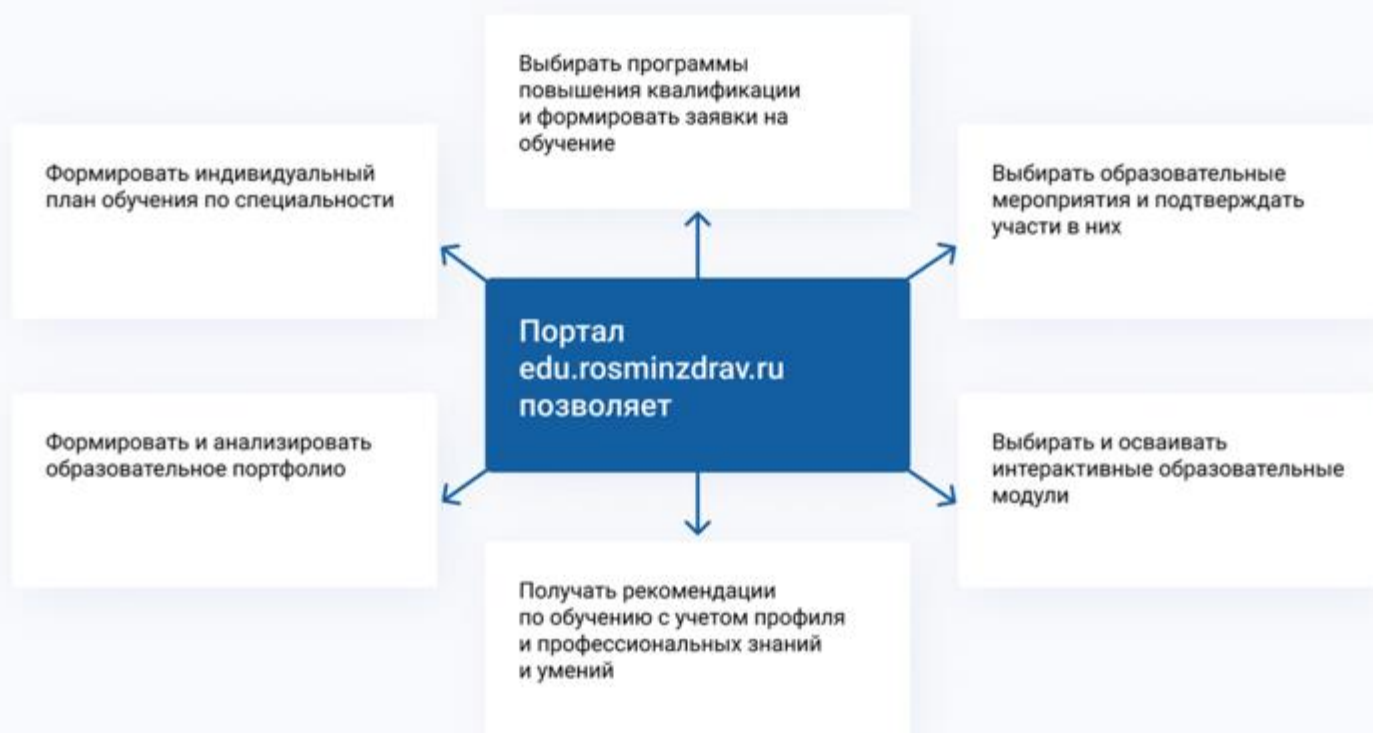 Выбирать программы
повышения квалификации
и формировать заявки на
обучение
Формировать индивидуальный
план обучения по специальности
Выбирать образовательные
мероприятия и подтверждать
участи в них
Портал
edu.rosminzdrav.ru
позволяет
Формировать и анализировать
образовательное портфолио
Выбирать и осваивать
интерактивные образовательные
модули
Получать рекомендации
по обучению с учетом профиля
и профессиональных знаний
и умений